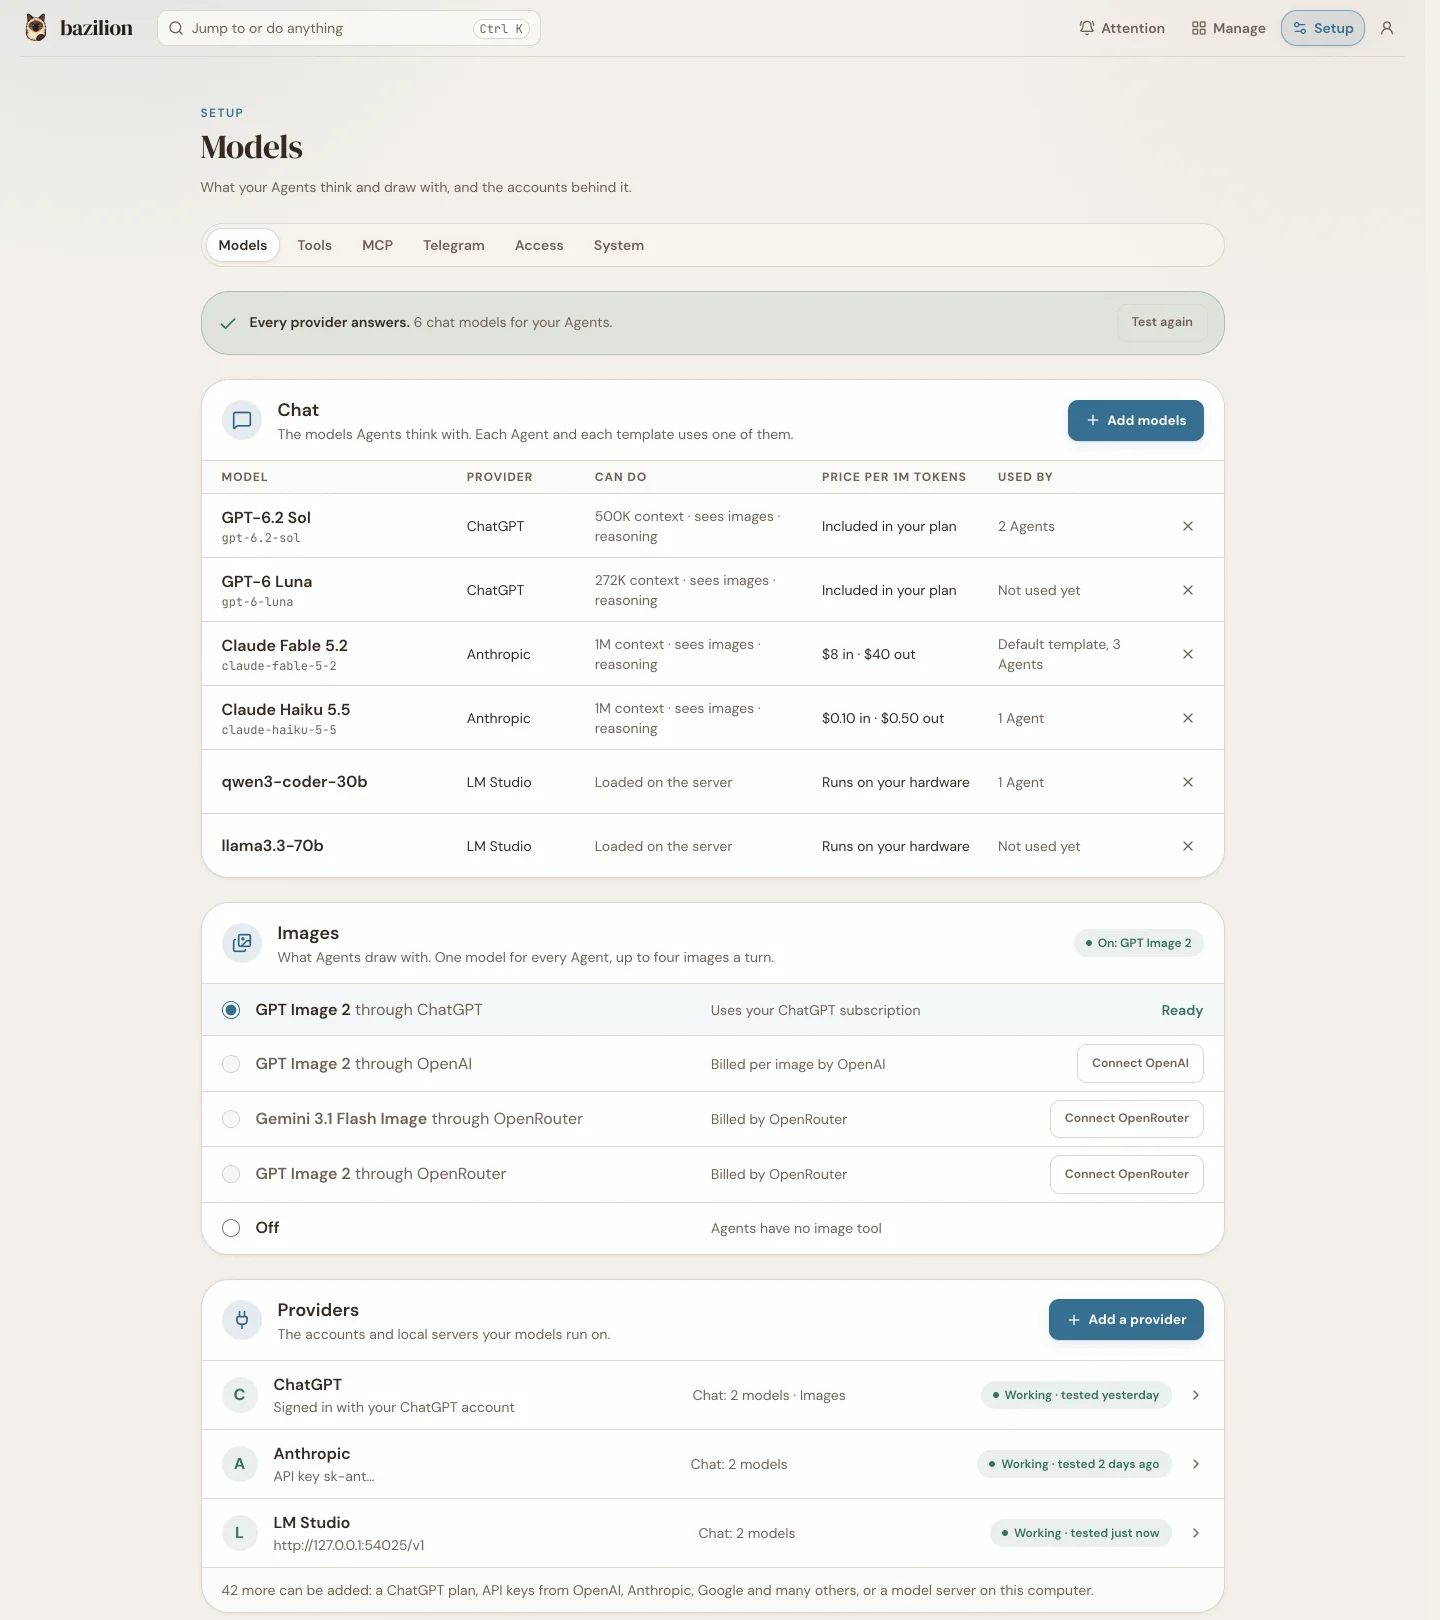 bazilion
Jump to or do anything
Ctrl K
Attention
Manage
Setup
SETUP
Models
What your Agents think and draw with, and the accounts behind it.
Models
Tools
MCP
Telegram
Access
System
Every provider answers. 6 chat models for your Agents.
Test again
Chat
The models Agents think with. Each Agent and each template uses one of them.
Add models
MODEL
PROVIDER
CAN DO
PRICE PER 1M TOKENS
USED BY
GPT-6.2 Sol
gpt-6.2-sol
ChatGPT
500K context · sees images ·
reasoning
Included in your plan
2 Agents
GPT-6 Luna
gpt-6-luna
ChatGPT
272K context · sees images ·
reasoning
Included in your plan
Not used yet
Claude Fable 5.2
claude-fable-5-2
Anthropic
1M context · sees images ·
reasoning
$8 in · $40 out
Default template, 3
Agents
Claude Haiku 5.5
claude-haiku-5-5
Anthropic
1M context · sees images ·
reasoning
$0.10 in · $0.50 out
1 Agent
qwen3-coder-30b
LM Studio
Loaded on the server
Runs on your hardware
1 Agent
llama3.3-70b
LM Studio
Loaded on the server
Runs on your hardware
Not used yet
Images
What Agents draw with. One model for every Agent, up to four images a turn.
On: GPT Image 2
GPT Image 2 through ChatGPT
Uses your ChatGPT subscription
Ready
GPT Image 2 through OpenAI
Billed per image by OpenAI
Connect OpenAI
Gemini 3.1 Flash Image through OpenRouter
Billed by OpenRouter
Connect OpenRouter
GPT Image 2 through OpenRouter
Billed by OpenRouter
Connect OpenRouter
Off
Agents have no image tool
Providers
The accounts and local servers your models run on.
Add a provider
C
ChatGPT
Signed in with your ChatGPT account
Chat: 2 models · Images
Working · tested yesterday
A
Anthropic
API key sk-ant…
Chat: 2 models
Working · tested 2 days ago
L
LM Studio
http://127.0.0.1:54025/v1
Chat: 2 models
Working · tested just now
42 more can be added: a ChatGPT plan, API keys from OpenAI, Anthropic, Google and many others, or a model server on this computer.